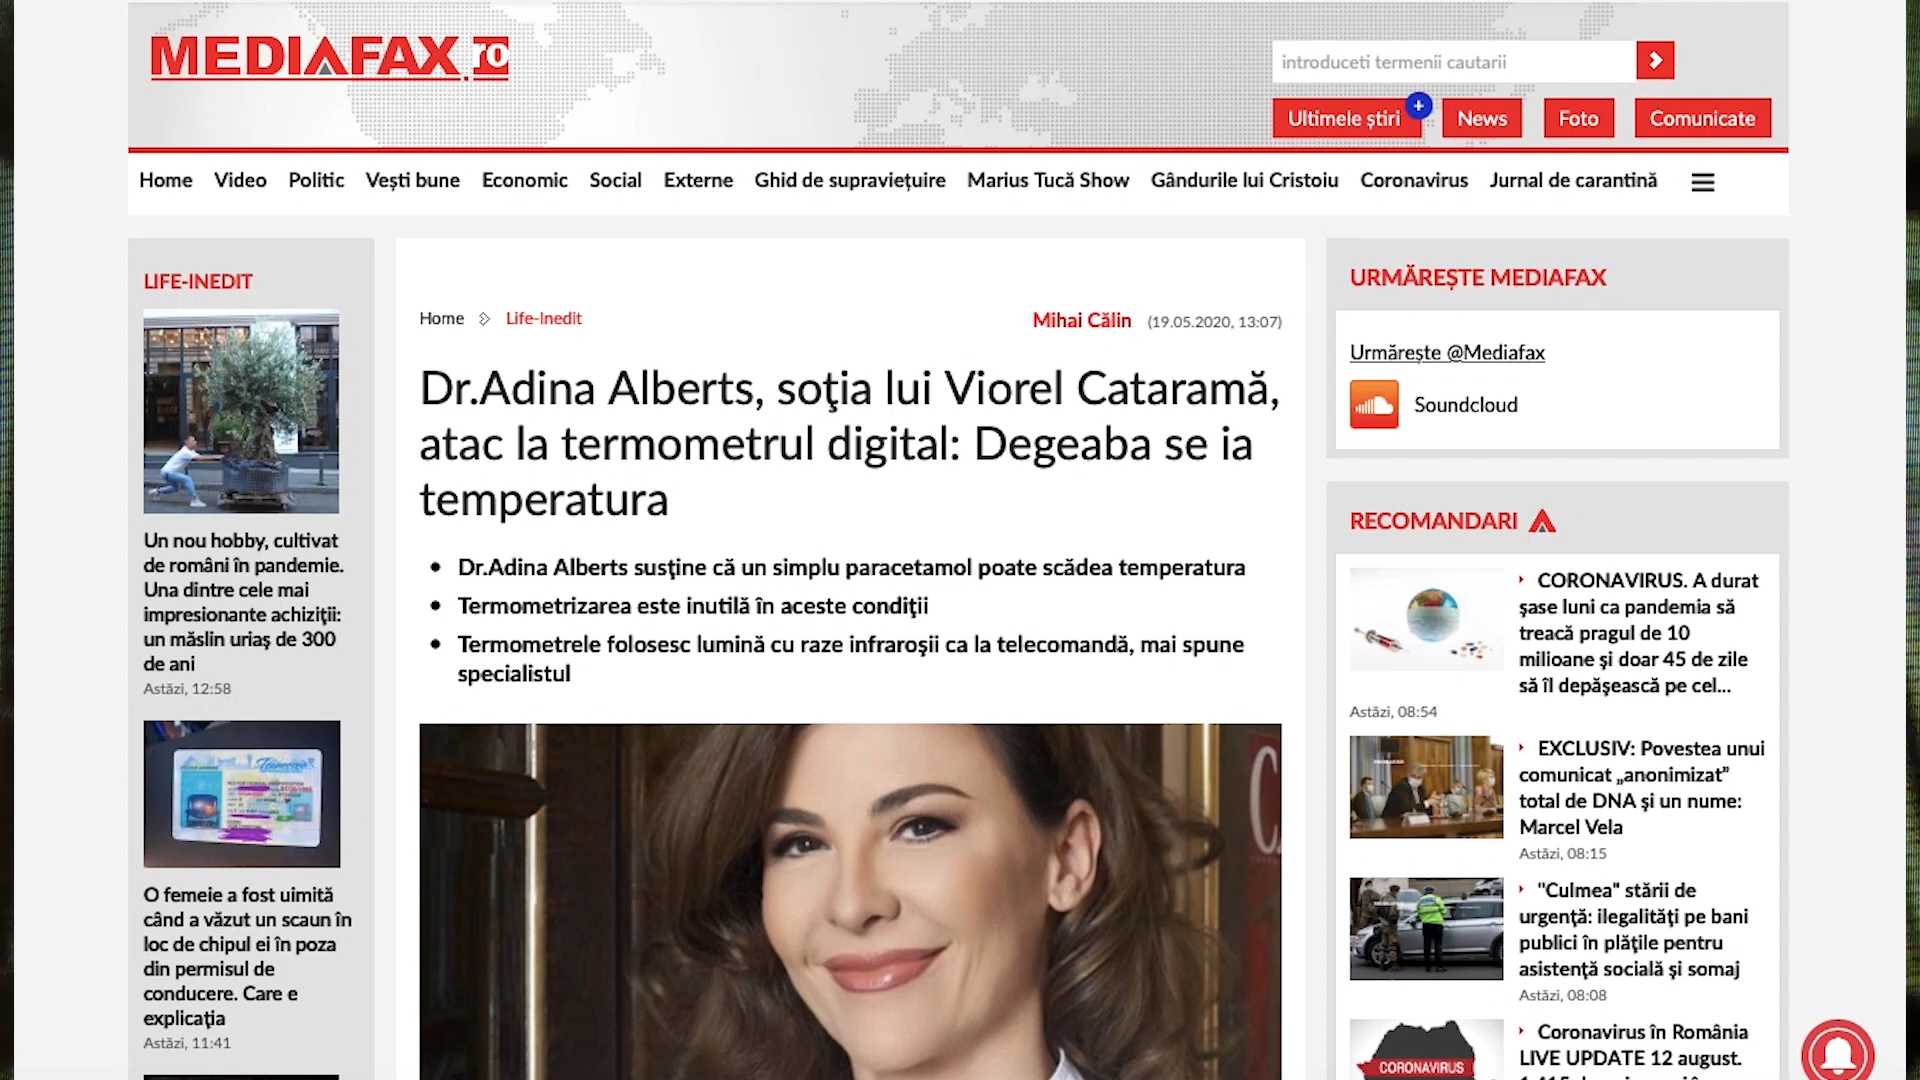 MEDIAFAX.ro
introduceti termenii cautarii
Ultimele știri
+
News
Foto
Comunicate
Home
Video
Politic
Vești bune
Economic
Social
Externe
Ghid de supraviețuire
Marius Tucă Show
Gândurile lui Cristoiu
Coronavirus
Jurnal de carantină
LIFE-INEDIT
Un nou hobby, cultivat
de români în pandemie.
Una dintre cele mai
impresionante achiziţii:
un măslin uriaş de 300
de ani
Astăzi, 12:58
O femeie a fost uimită
când a văzut un scaun în
loc de chipul ei în poza
din permisul de
conducere. Care e
explicaţia
Astăzi, 11:41
Home
Life-Inedit
Mihai Călin
(19.05.2020, 13:07)
Dr.Adina Alberts, soţia lui Viorel Cataramă,
atac la termometrul digital: Degeaba se ia
temperatura
Dr.Adina Alberts susţine că un simplu paracetamol poate scădea temperatura
Termometrizarea este inutilă în aceste condiţii
Termometrele folosesc lumină cu raze infraroşii ca la telecomandă, mai spune
specialistul
URMĂREȘTE MEDIAFAX
Urmărește @Mediafax
Soundcloud
RECOMANDARI
CORONAVIRUS. A durat
şase luni ca pandemia să
treacă pragul de 10
milioane şi doar 45 de zile
să îl depăşească pe cel...
Astăzi, 08:54
EXCLUSIV: Povestea unui
comunicat „anonimizat”
total de DNA şi un nume:
Marcel Vela
Astăzi, 08:15
"Culmea" stării de
urgenţă: ilegalităţi pe bani
publici în plăţile pentru
asistenţă socială şi somaj
Astăzi, 08:08
CORONAVIRUS
Coronavirus în România
LIVE UPDATE 12 august.